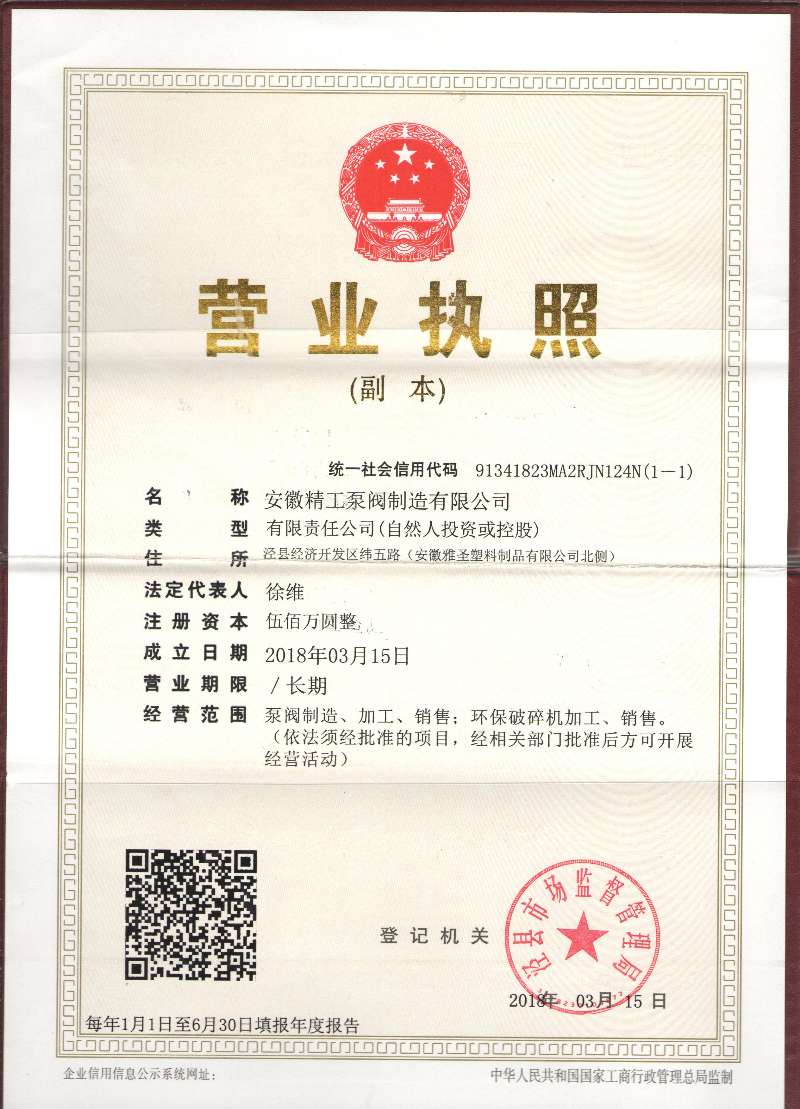 营业执照
(副 本)
统一社会信用代码 91341823MA2RJN124N(1-1)
名 称 安徽精工泵阀制造有限公司
类 型 有限责任公司(自然人投资或控股)
住 所 泾县经济开发区纬五路（安徽雅圣塑料制品有限公司北侧）
法定代表人 徐维
注册资本 伍佰万圆整
成立日期 2018年03月15日
营业期限 / 长期
经营范围 泵阀制造、加工、销售；环保破碎机加工、销售。
（依法须经批准的项目，经相关部门批准后方可开展
经营活动）
泾县市场监督管理局
登记机关
2018年 03月 15日
每年1月1日至6月30日填报年度报告
企业信用信息公示系统网址：
中华人民共和国国家工商行政管理总局监制